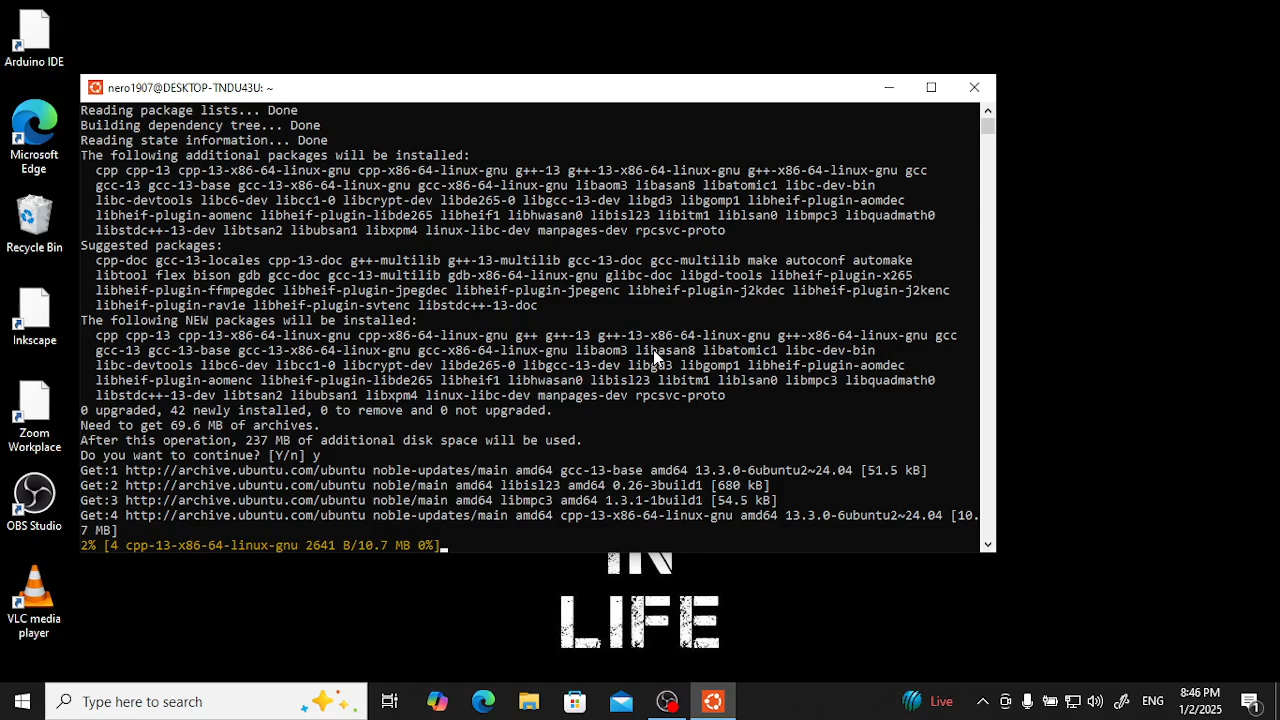 Arduino IDE
Microsoft
Edge
Recycle Bin
Inkscape
Zoom
Workplace
OBS Studio
VLC media
player
nero1907@DESKTOP-TNDU43U: ~
Reading package lists... Done
Building dependency tree... Done
Reading state information... Done
The following additional packages will be installed:
cpp cpp-13 cpp-13-x86-64-linux-gnu cpp-x86-64-linux-gnu g++-13 g++-13-x86-64-linux-gnu g++-x86-64-linux-gnu gcc
gcc-13 gcc-13-base gcc-13-x86-64-linux-gnu gcc-x86-64-linux-gnu libaom3 libasan8 libatomic1 libc-dev-bin
libc-devtools libc6-dev libcc1-0 libcrypt-dev libde265-0 libgcc-13-dev libgd3 libgomp1 libheif-plugin-aomdec
libheif-plugin-aomenc libheif-plugin-libde265 libheif1 libhwasan0 libisl23 libitm1 liblsan0 libmpc3 libquadmath0
libstdc++-13-dev libtsan2 libubsan1 libxpm4 linux-libc-dev manpages-dev rpcsvc-proto
Suggested packages:
cpp-doc gcc-13-locales cpp-13-doc g++-multilib g++-13-multilib gcc-13-doc gcc-multilib make autoconf automake
libtool flex bison gdb gcc-doc gcc-13-multilib gdb-x86-64-linux-gnu glibc-doc libgd-tools libheif-plugin-x265
libheif-plugin-ffmpegdec libheif-plugin-jpegdec libheif-plugin-jpegenc libheif-plugin-j2kdec libheif-plugin-j2kenc
libheif-plugin-rav1e libheif-plugin-svtenc libstdc++-13-doc
The following NEW packages will be installed:
cpp cpp-13 cpp-13-x86-64-linux-gnu cpp-x86-64-linux-gnu g++ g++-13 g++-13-x86-64-linux-gnu g++-x86-64-linux-gnu gcc
gcc-13 gcc-13-base gcc-13-x86-64-linux-gnu gcc-x86-64-linux-gnu libaom3 libasan8 libatomic1 libc-dev-bin
libc-devtools libc6-dev libcc1-0 libcrypt-dev libde265-0 libgcc-13-dev libgd3 libgomp1 libheif-plugin-aomdec
libheif-plugin-aomenc libheif-plugin-libde265 libheif1 libhwasan0 libisl23 libitm1 liblsan0 libmpc3 libquadmath0
libstdc++-13-dev libtsan2 libubsan1 libxpm4 linux-libc-dev manpages-dev rpcsvc-proto
0 upgraded, 42 newly installed, 0 to remove and 0 not upgraded.
Need to get 69.6 MB of archives.
After this operation, 237 MB of additional disk space will be used.
Do you want to continue? [Y/n] y
Get:1 http://archive.ubuntu.com/ubuntu noble-updates/main amd64 gcc-13-base amd64 13.3.0-6ubuntu2~24.04 [51.5 kB]
Get:2 http://archive.ubuntu.com/ubuntu noble/main amd64 libisl23 amd64 0.26-3build1 [680 kB]
Get:3 http://archive.ubuntu.com/ubuntu noble/main amd64 libmpc3 amd64 1.3.1-1build1 [54.5 kB]
Get:4 http://archive.ubuntu.com/ubuntu noble-updates/main amd64 cpp-13-x86-64-linux-gnu amd64 13.3.0-6ubuntu2~24.04 [10.
7 MB]
2% [4 cpp-13-x86-64-linux-gnu 2641 B/10.7 MB 0%]
IN
LIFE
Type here to search
Live
ENG
8:46 PM
1/2/2025
1